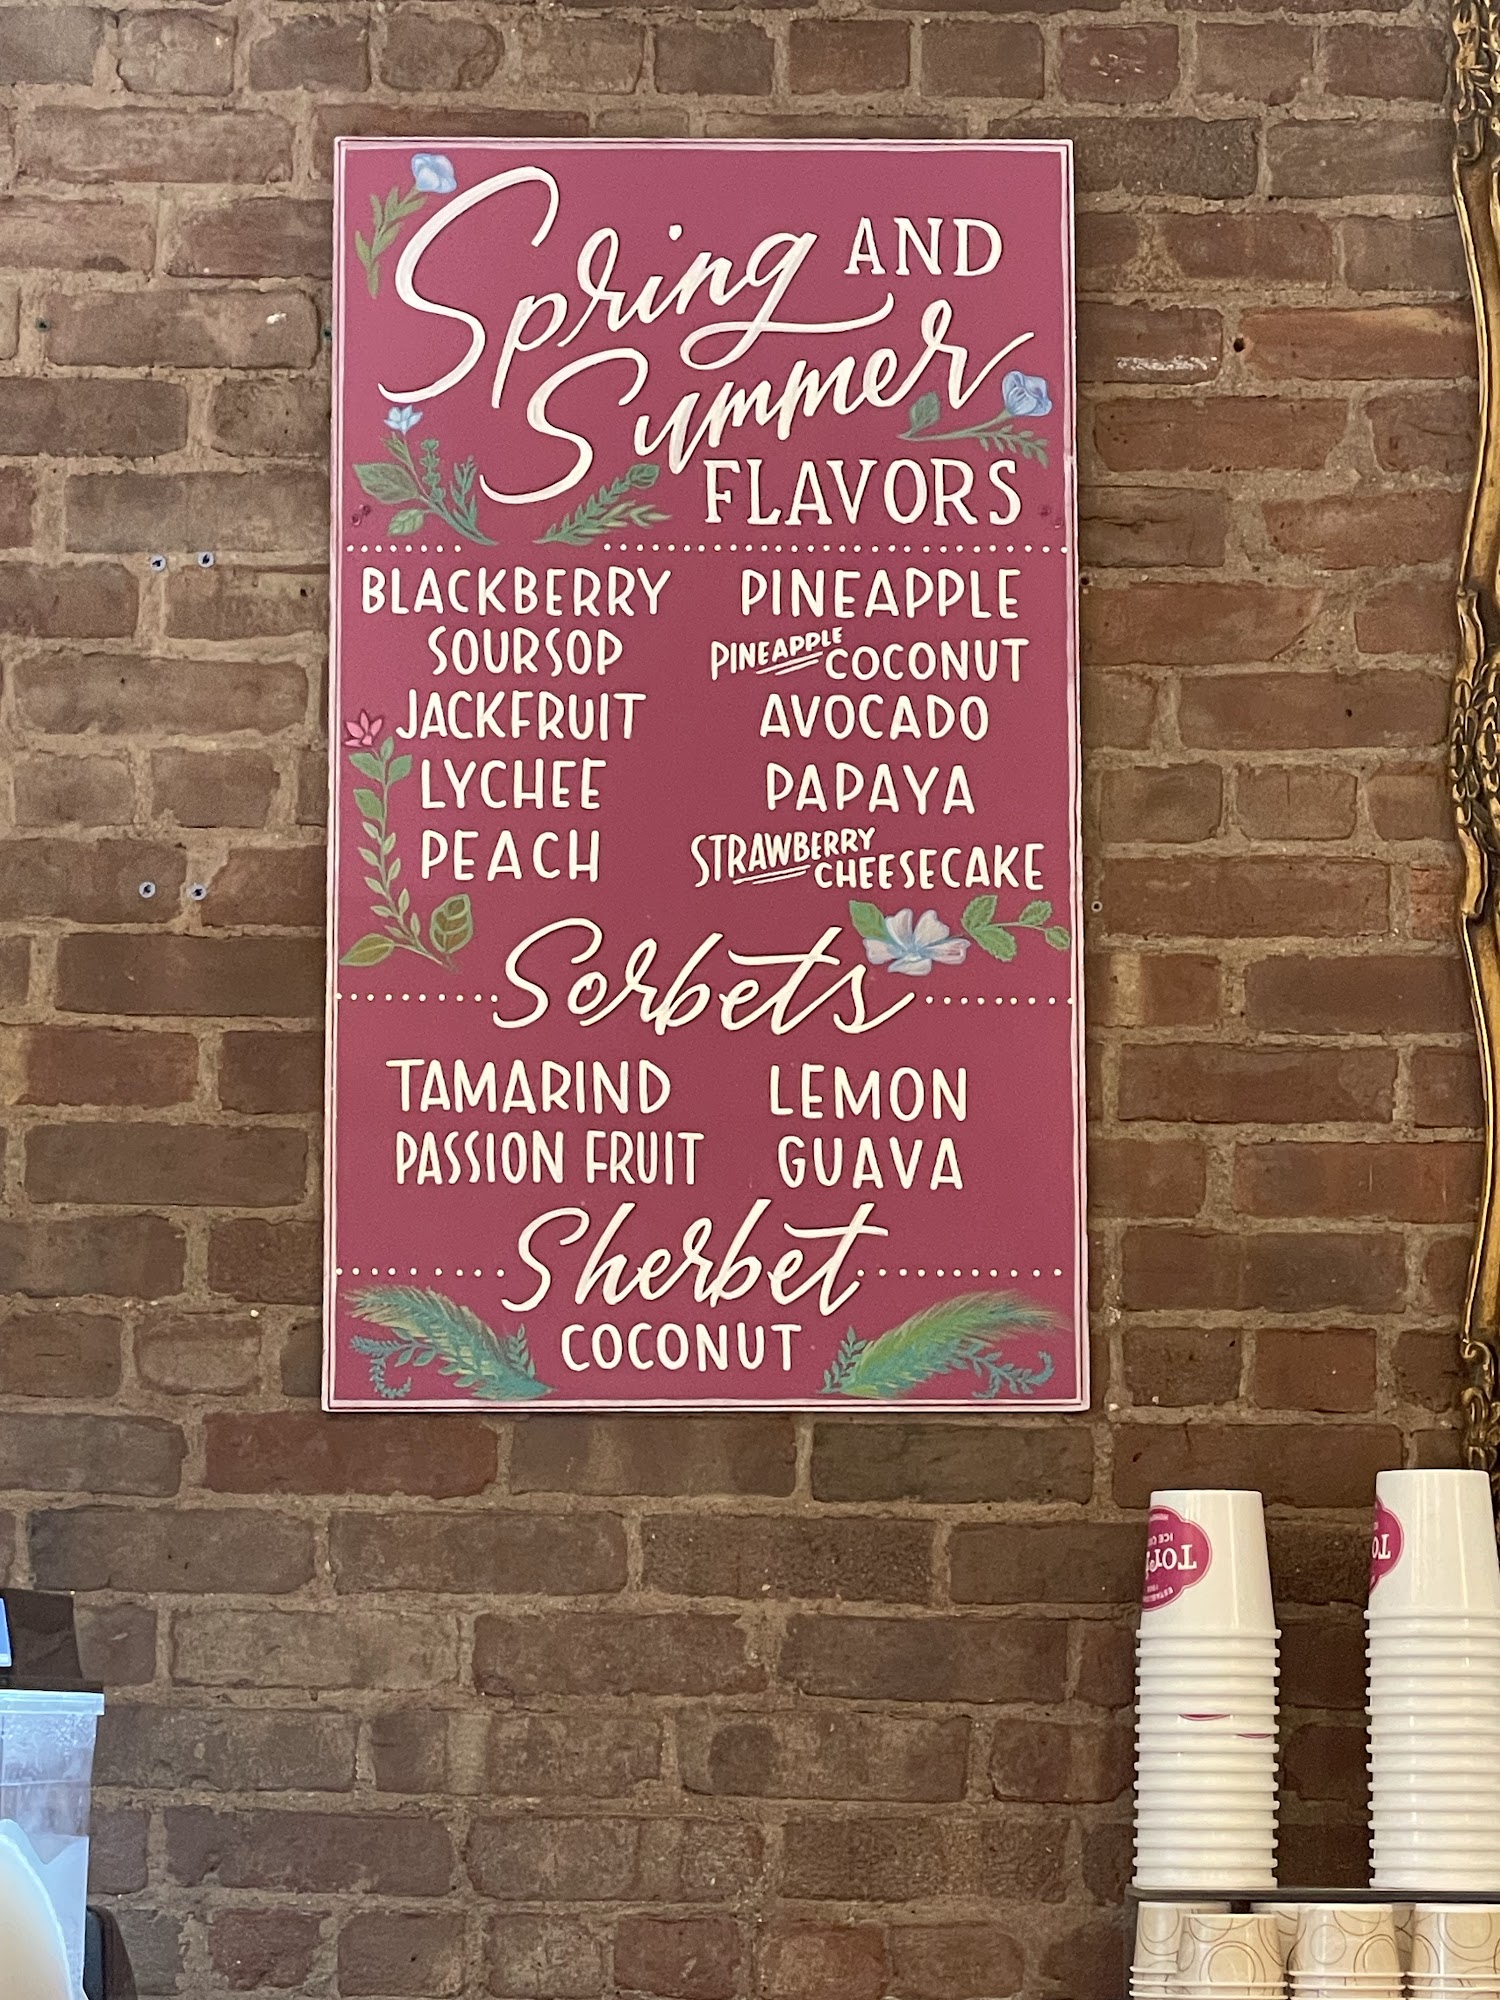 Spring AND
Summer
FLAVORS
BLACKBERRY
SOURSOP
JACKFRUIT
LYCHEE
PEACH
PINEAPPLE
PINEAPPLE COCONUT
AVOCADO
PAPAYA
STRAWBERRY CHEESECAKE
Sorbets
TAMARIND
PASSION FRUIT
LEMON
GUAVA
Sherbet
COCONUT